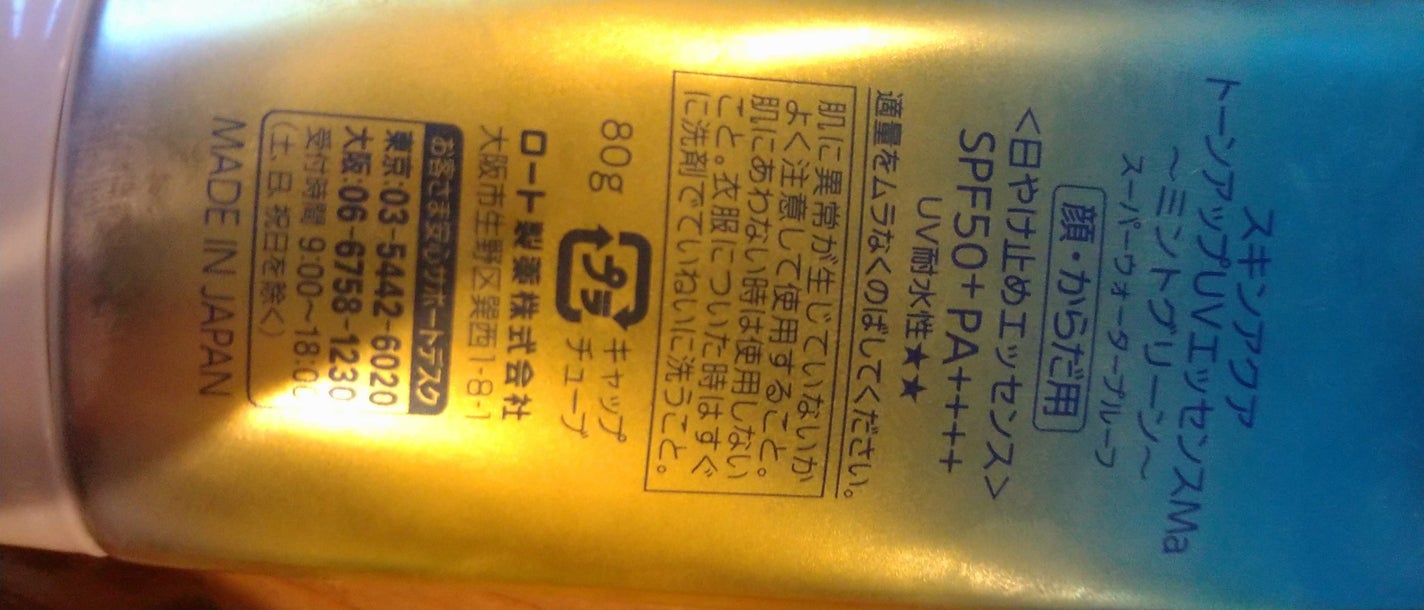 スキンアクア
トーンアップUVエッセンスMa
～ミントグリーン～
スーパーウォータープルーフ
顔・からだ用
<日やけ止めエッセンス>
SPF50+ PA++++
UV耐水性★★
適量をムラなくのばしてください。
肌に異常が生じていないか
よく注意して使用すること。
肌にあわない時は使用しない
こと。衣服についた時はすぐ
に洗剤でていねいに洗うこと。
80g プラ キャップ
チューブ
ロート製薬株式会社
大阪市生野区巽西1-8-1
お客さま安心サポートデスク
東京:03-5442-6020
大阪:06-6758-1230
受付時間 9:00～18:00
(土、日、祝日を除く)
MADE IN JAPAN